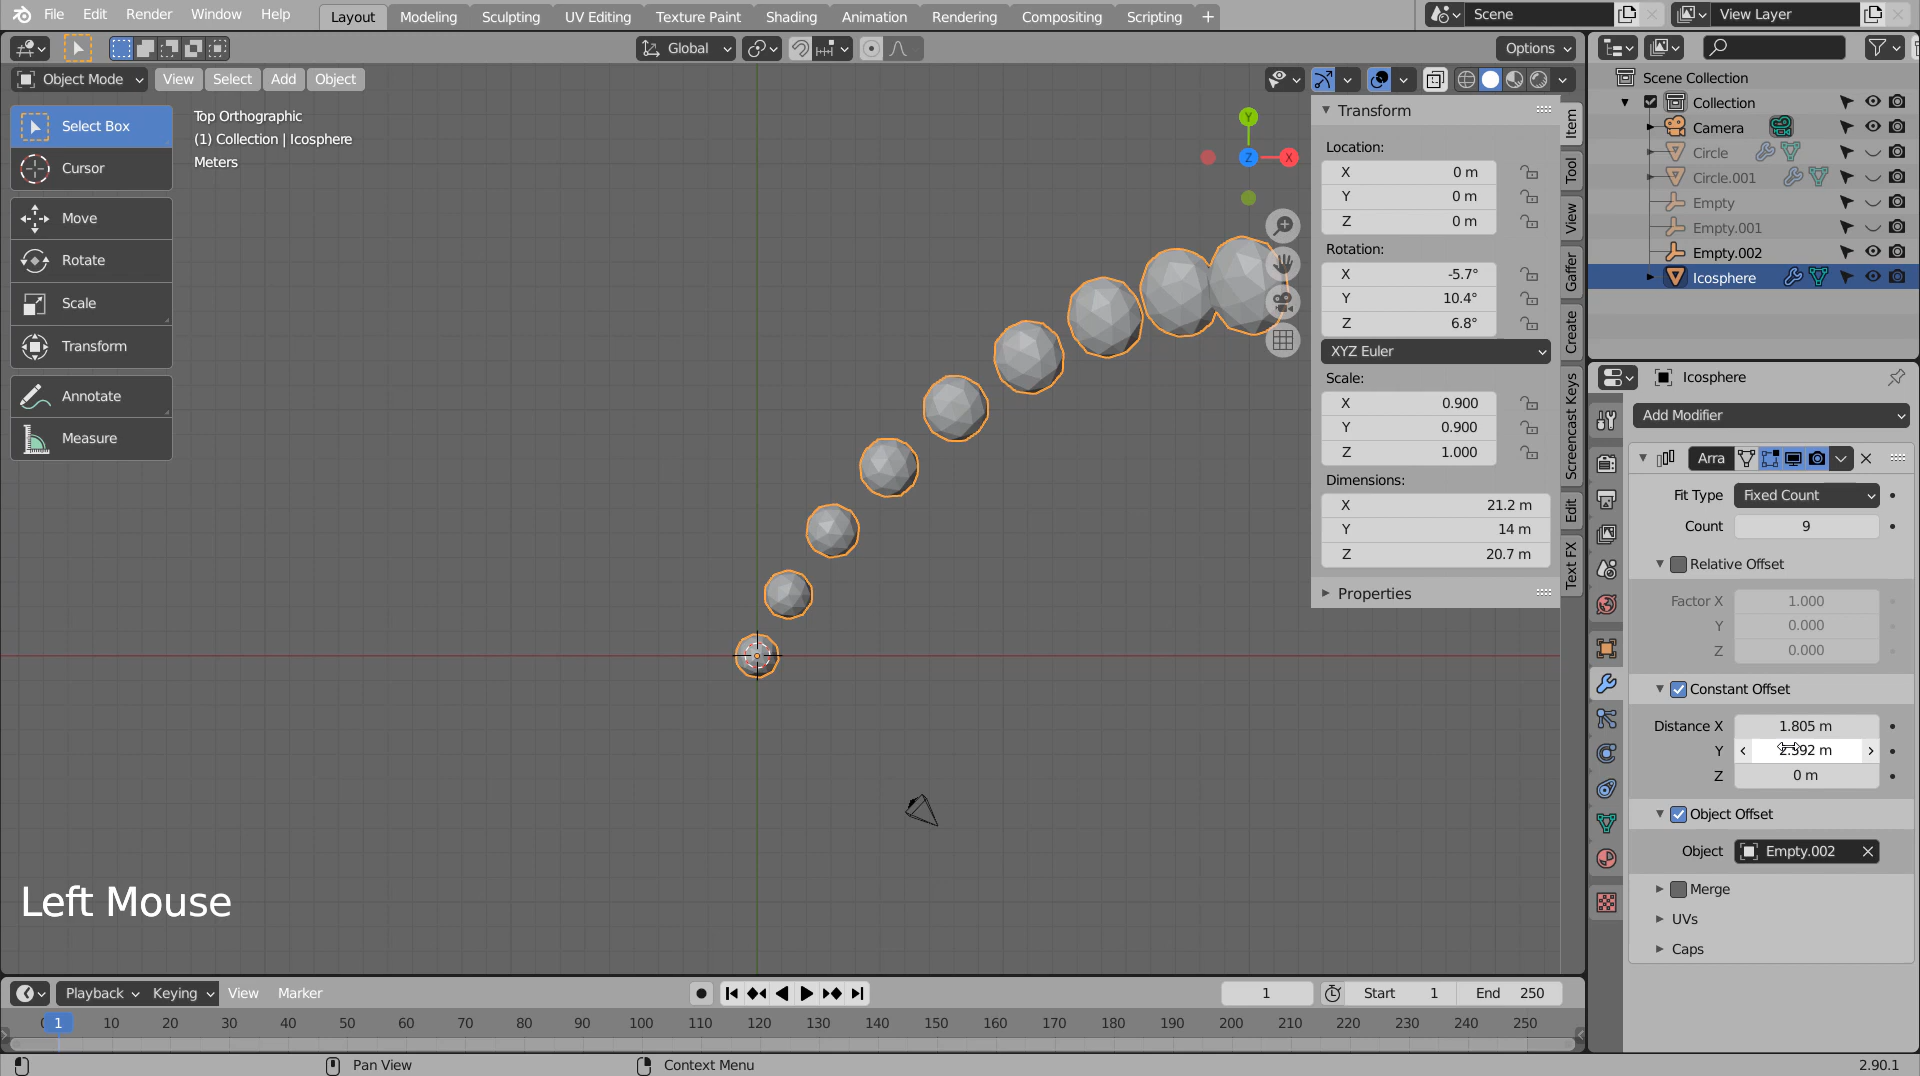 File Edit Render Window Help Layout Modeling Sculpting UV Editing Texture Paint Shading Animation Rendering Compositing Scripting + Scene View Layer
Global Options
Object Mode View Select Add Object
Select Box
Cursor
Move
Rotate
Scale
Transform
Annotate
Measure
Top Orthographic
(1) Collection | Icosphere
Meters
Y
Z X
Transform
Location:
X 0 m
Y 0 m
Z 0 m
Rotation:
X -5.7°
Y 10.4°
Z 6.8°
XYZ Euler
Scale:
X 0.900
Y 0.900
Z 1.000
Dimensions:
X 21.2 m
Y 14 m
Z 20.7 m
Properties
Item
Tool
View
Gaffer
Create
Screencast Keys
Edit
Text FX
Scene Collection
Collection
Camera
Circle
Circle.001
Empty
Empty.001
Empty.002
Icosphere
Icosphere
Add Modifier
Arra
Fit Type Fixed Count
Count 9
Relative Offset
Factor X 1.000
Y 0.000
Z 0.000
Constant Offset
Distance X 1.805 m
Y 2.392 m
Z 0 m
Object Offset
Object Empty.002
Merge
UVs
Caps
Left Mouse
Playback Keying View Marker 1 Start 1 End 250
0 1 10 20 30 40 50 60 70 80 90 100 110 120 130 140 150 160 170 180 190 200 210 220 230 240 250
Pan View Context Menu 2.90.1